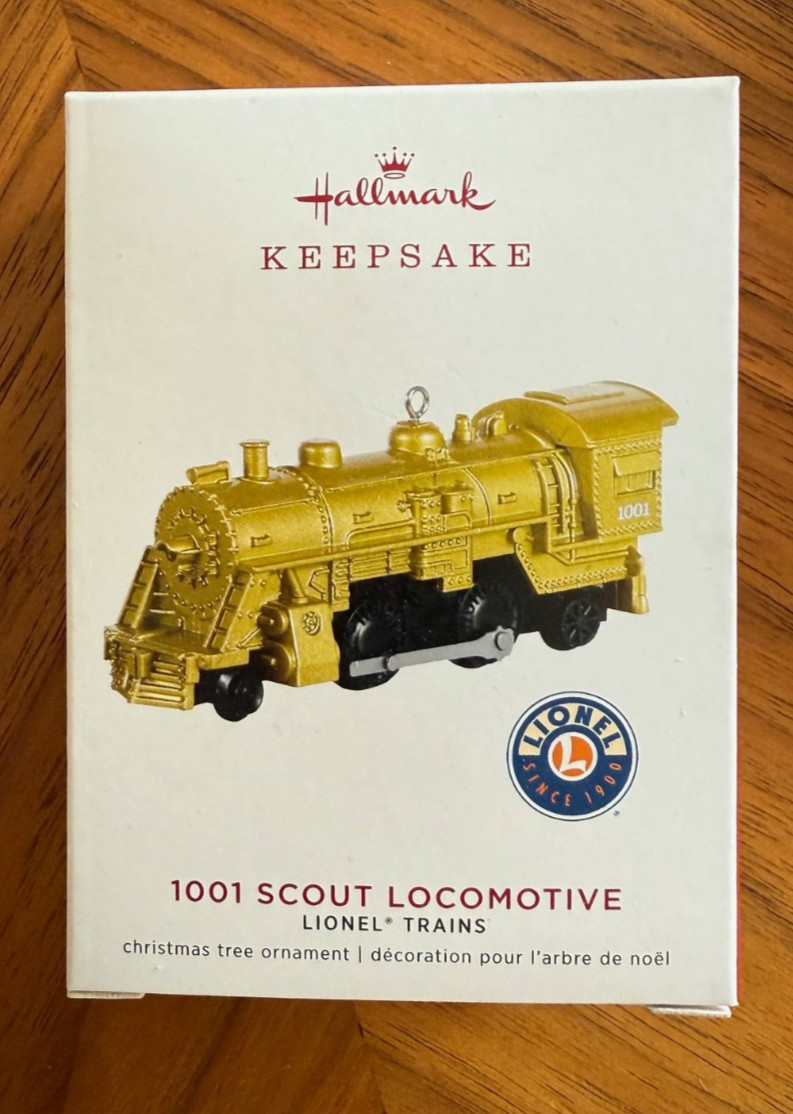 Hallmark
KEEPSAKE
1001
LIONEL
L
SINCE 1900
®
1001 SCOUT LOCOMOTIVE
LIONEL® TRAINS
christmas tree ornament | décoration pour l'arbre de noël